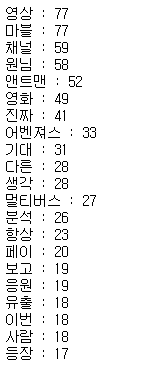 영상 : 77
마블 : 77
채널 : 59
원님 : 58
앤트맨 : 52
영화 : 49
진짜 : 41
어벤져스 : 33
기대 : 31
다른 : 28
생각 : 28
멀티버스 : 27
분석 : 26
항상 : 23
페이 : 20
보고 : 19
응원 : 19
유출 : 18
이번 : 18
사람 : 18
등장 : 17